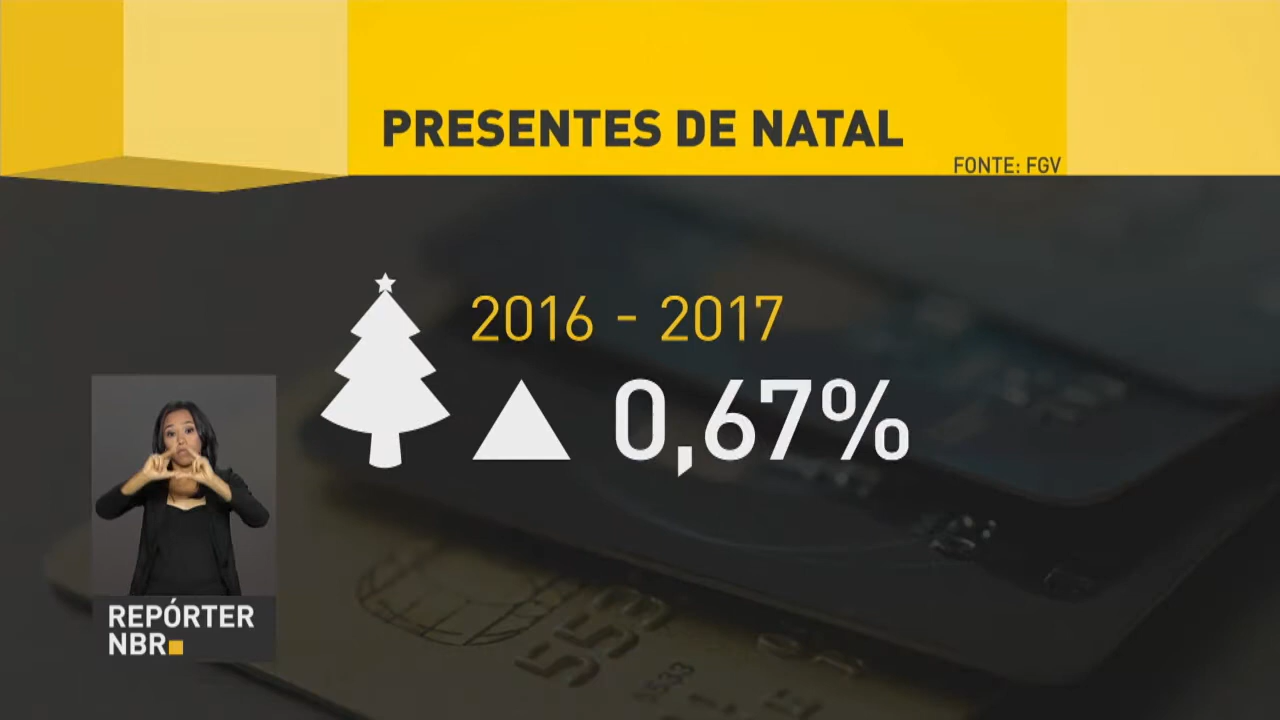 PRESENTES DE NATAL
FONTE: FGV
2016 - 2017
0,67%
REPÓRTER
NBR